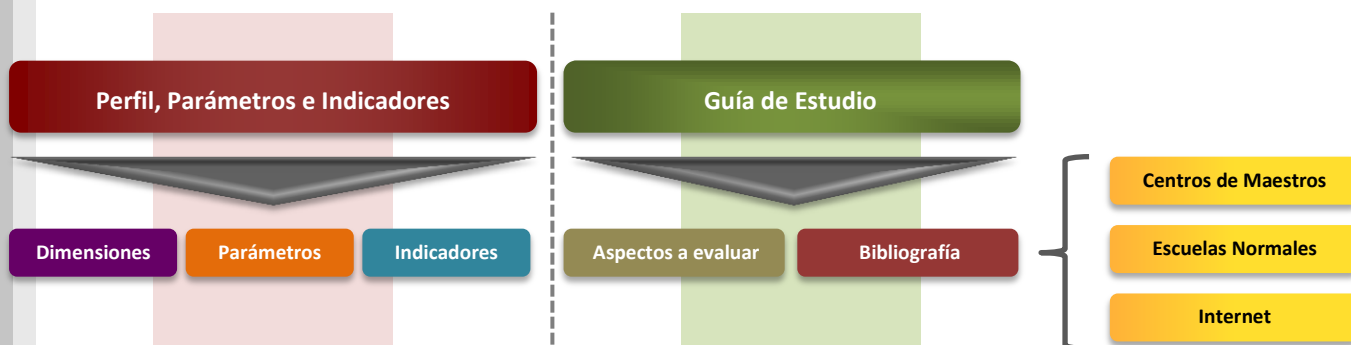 Perfil, Parámetros e Indicadores
Guía de Estudio
Dimensiones
Parámetros
Indicadores
Aspectos a evaluar
Bibliografía
Centros de Maestros
Escuelas Normales
Internet